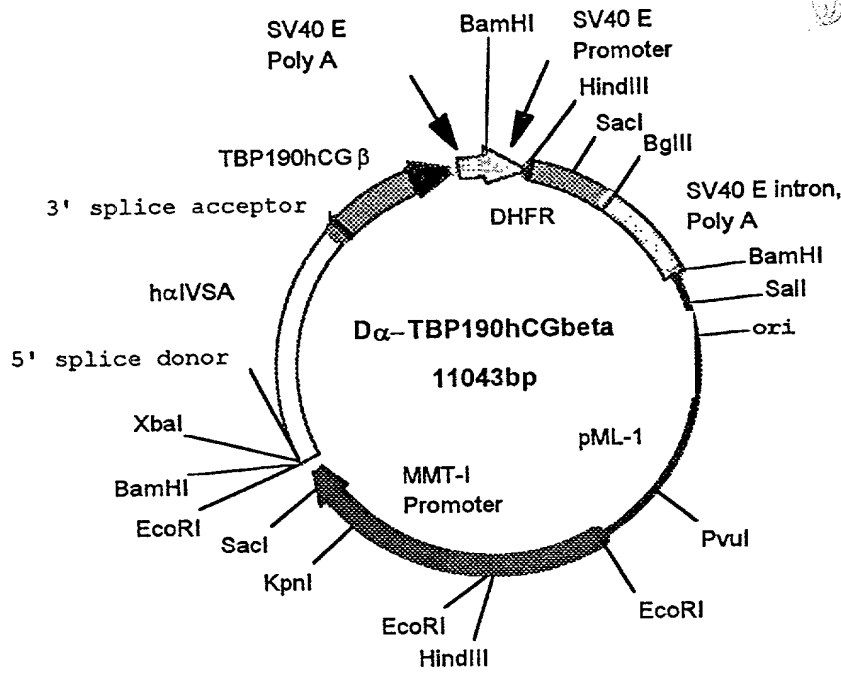 SV40 E
Poly A
BamHI
SV40 E
Promoter
HindIII
SacI
BglII
TBP190hCG β
3' splice acceptor
DHFR
SV40 E intron,
Poly A
BamHI
SalI
hαIVSA
ori
Dα-TBP190hCGbeta
11043bp
5' splice donor
XbaI
pML-1
BamHI
MMT-I
Promoter
EcoRI
SacI
PvuI
KpnI
EcoRI
EcoRI
HindIII